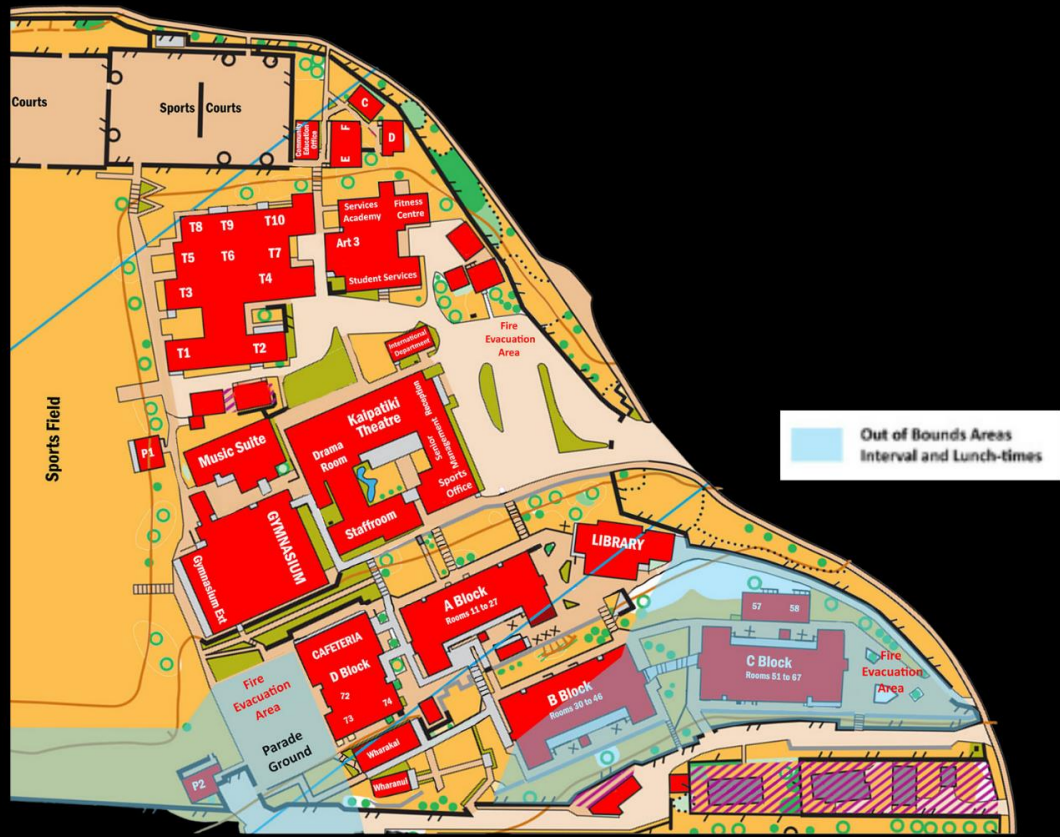 Courts
Sports Courts
C
Community
Education
Office
E F
D
T8 T9 T10
T5 T6 T7
T4
T3
T1 T2
Services
Academy
Fitness
Centre
Art 3
Student Services
International
Department
Fire
Evacuation
Area
Sports Field
P1
Music Suite
Kaipatiki
Theatre
Drama
Room
Reception
Senior
Management
Sports
Office
Staffroom
GYMNASIUM
Gymnasium Ext
LIBRARY
A Block
Rooms 11 to 27
CAFETERIA
D Block
72
73
74
B Block
Rooms 30 to 46
57 58
C Block
Rooms 51 to 67
Fire
Evacuation
Area
Fire
Evacuation
Area
Parade
Ground
P2
Wharakai
Wharanui
Out of Bounds Areas
Interval and Lunch-times